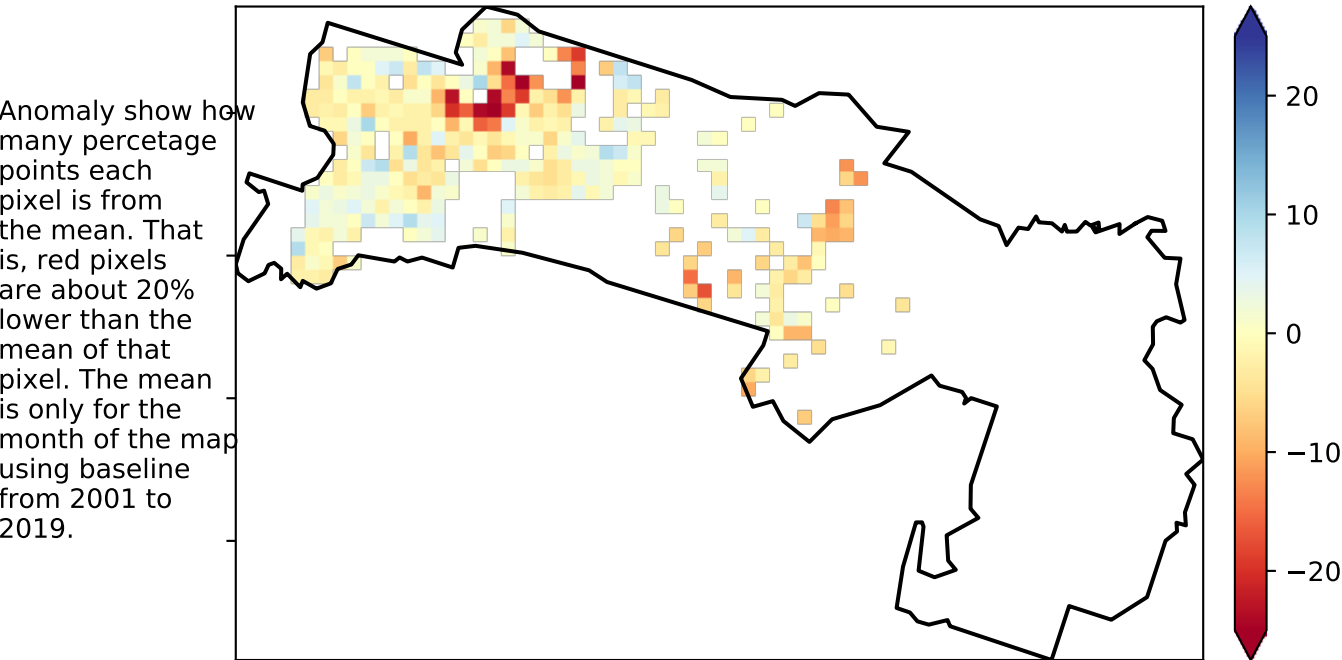 Anomaly show how
many percetage
points each
pixel is from
the mean. That
is, red pixels
are about 20%
lower than the
mean of that
pixel. The mean
is only for the
month of the map
using baseline
from 2001 to
2019.
20
10
0
−10
−20